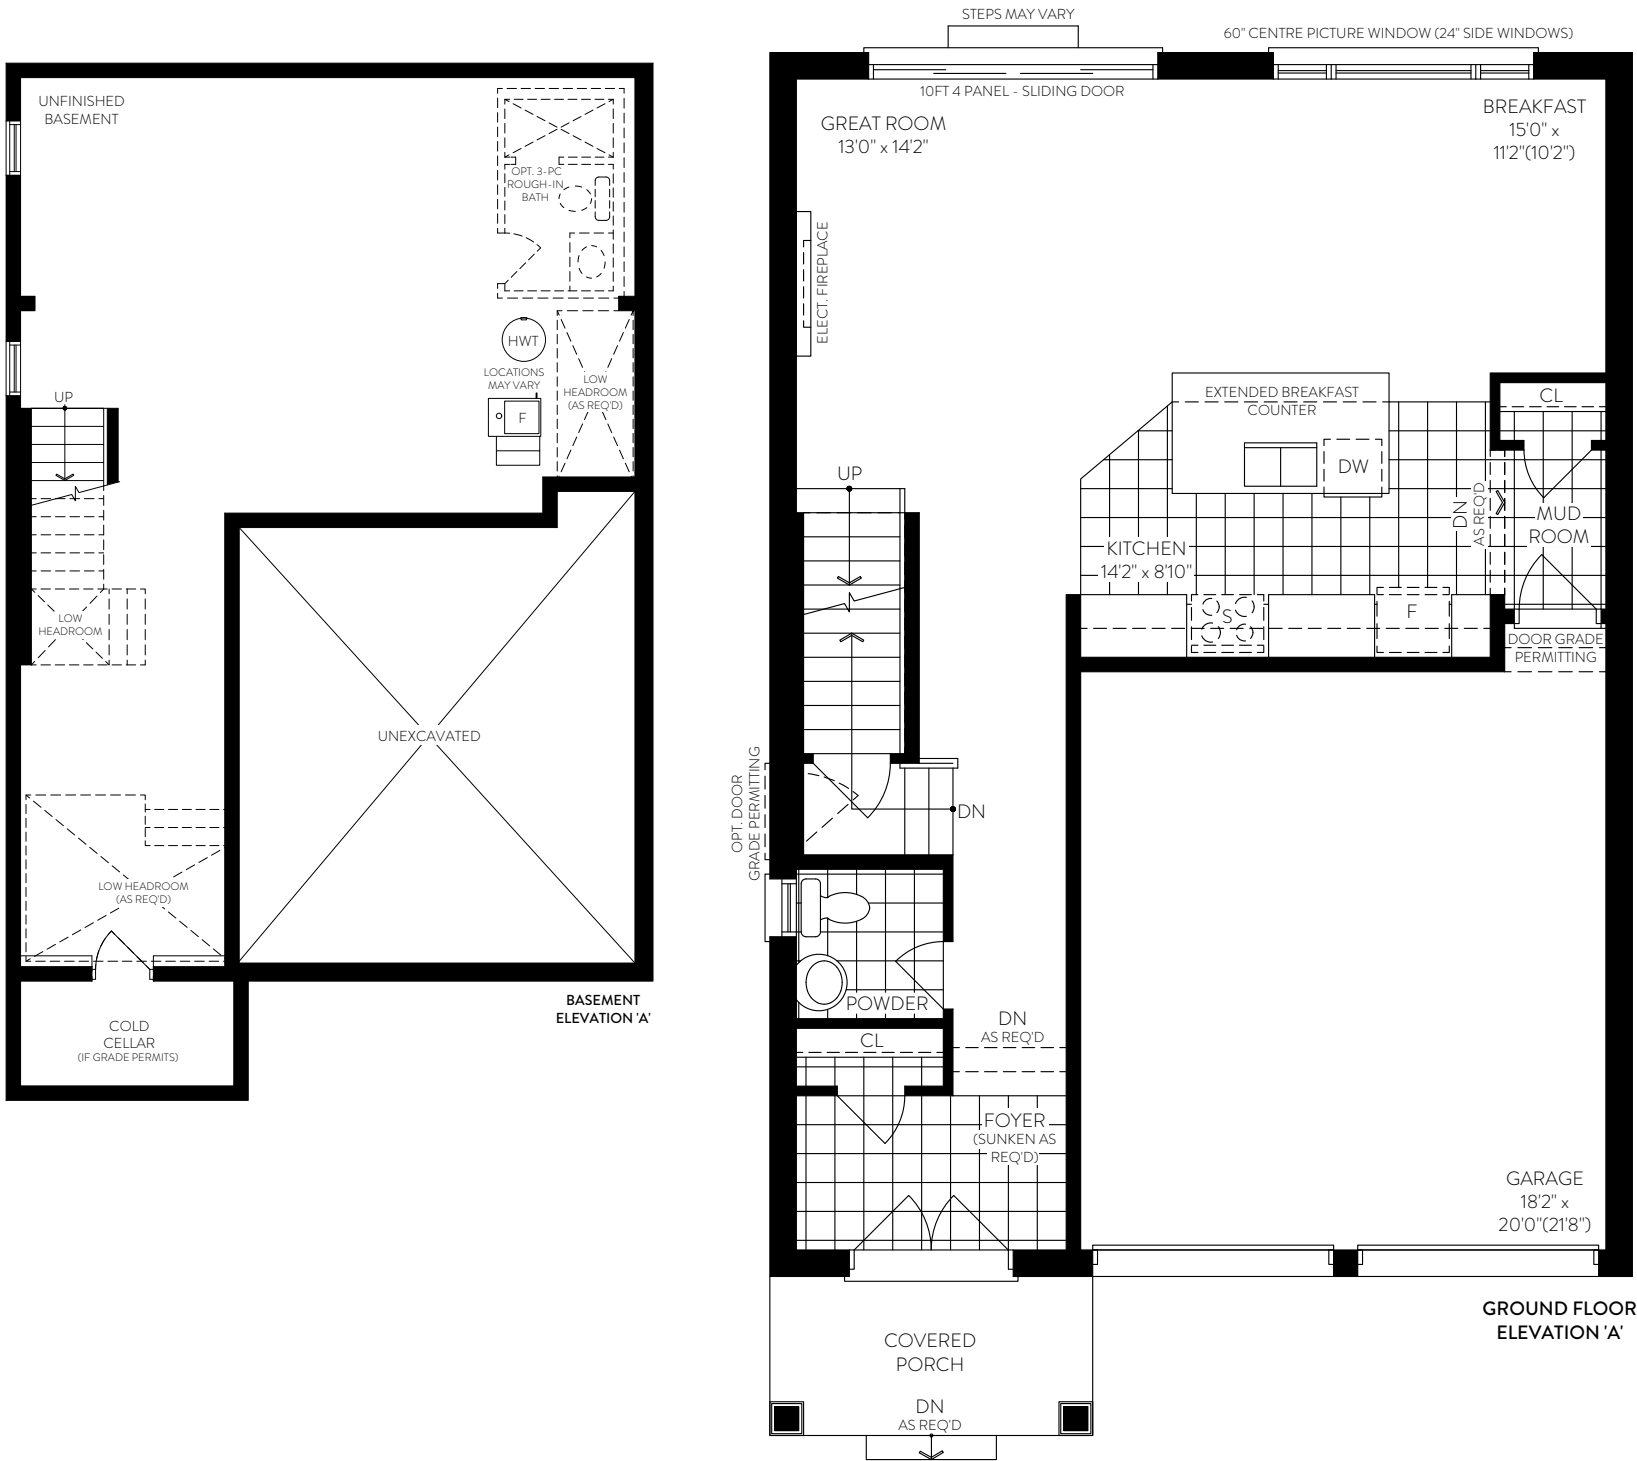 UNFINISHED
BASEMENT
OPT. 3-PC
ROUGH-IN
BATH
HWT
LOCATIONS
MAY VARY
F
LOW
HEADROOM
(AS REQ'D)
UP
LOW
HEADROOM
UNEXCAVATED
LOW HEADROOM
(AS REQ'D)
COLD
CELLAR
(IF GRADE PERMITS)
BASEMENT
ELEVATION 'A'
STEPS MAY VARY
60" CENTRE PICTURE WINDOW (24" SIDE WINDOWS)
10FT 4 PANEL - SLIDING DOOR
GREAT ROOM
13'0" x 14'2"
BREAKFAST
15'0" x
11'2"(10'2")
ELECT. FIREPLACE
EXTENDED BREAKFAST
COUNTER
DW
CL
UP
DN
AS REQ'D
MUD
ROOM
KITCHEN
14'2" x 8'10"
S
F
DOOR GRADE
PERMITTING
OPT. DOOR
GRADE PERMITTING
DN
POWDER
DN
AS REQ'D
CL
FOYER
(SUNKEN AS
REQ'D)
GARAGE
18'2" x
20'0"(21'8")
GROUND FLOOR
ELEVATION 'A'
COVERED
PORCH
DN
AS REQ'D